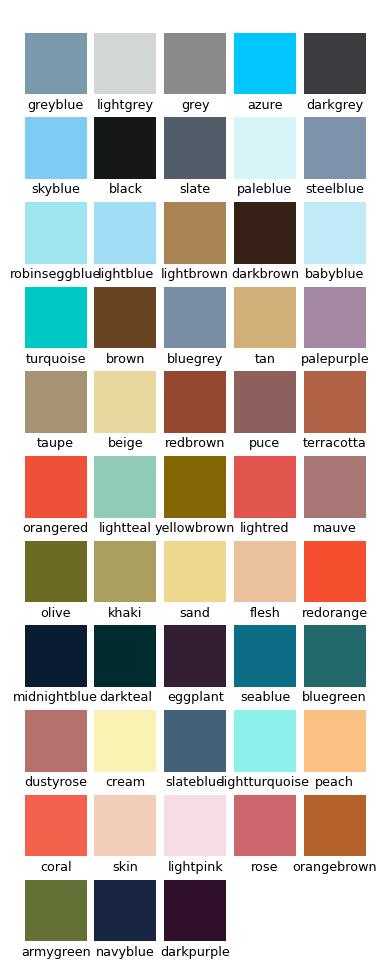 greyblue lightgrey grey azure darkgrey
skyblue black slate paleblue steelblue
robinseggblue lightblue lightbrown darkbrown babyblue
turquoise brown bluegrey tan palepurple
taupe beige redbrown puce terracotta
orangered lightteal yellowbrown lightred mauve
olive khaki sand flesh redorange
midnightblue darkteal eggplant seablue bluegreen
dustyrose cream slateblue lightturquoise peach
coral skin lightpink rose orangebrown
armygreen navyblue darkpurple